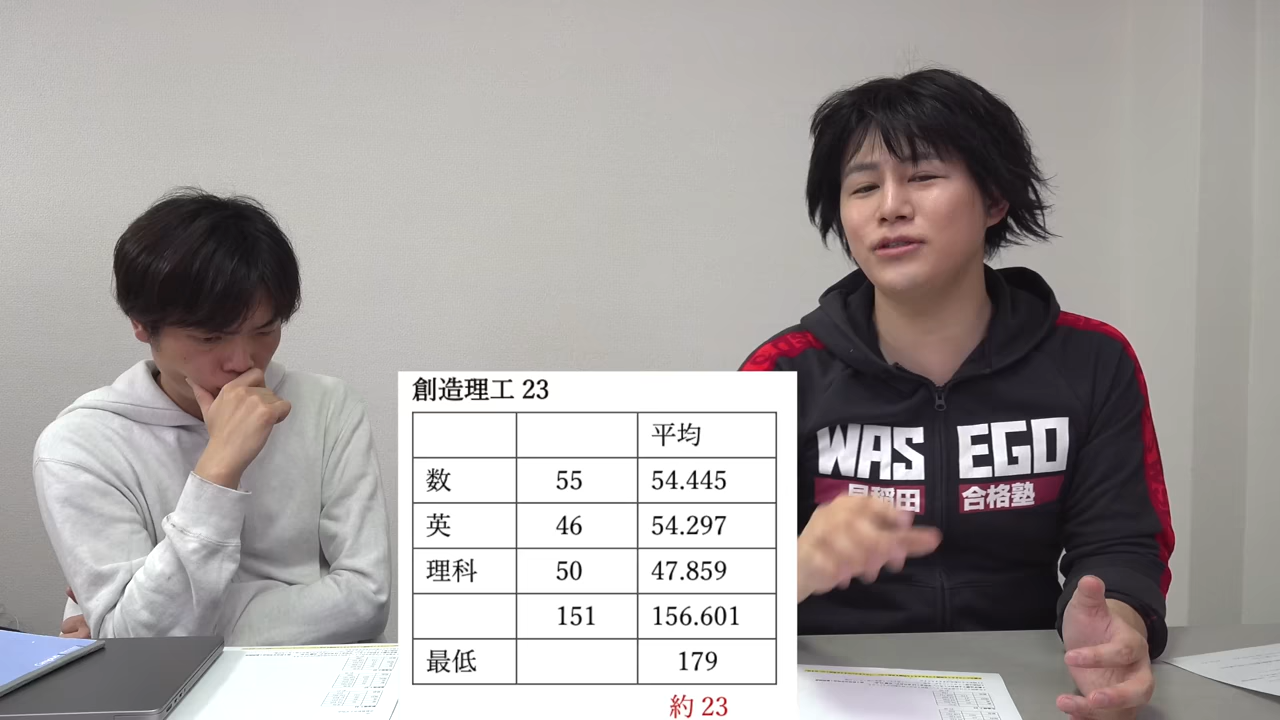 WAS EGO
早稲田 合格塾
創造理工 23
平均
数 55 54.445
英 46 54.297
理科 50 47.859
151 156.601
最低 179
約 23